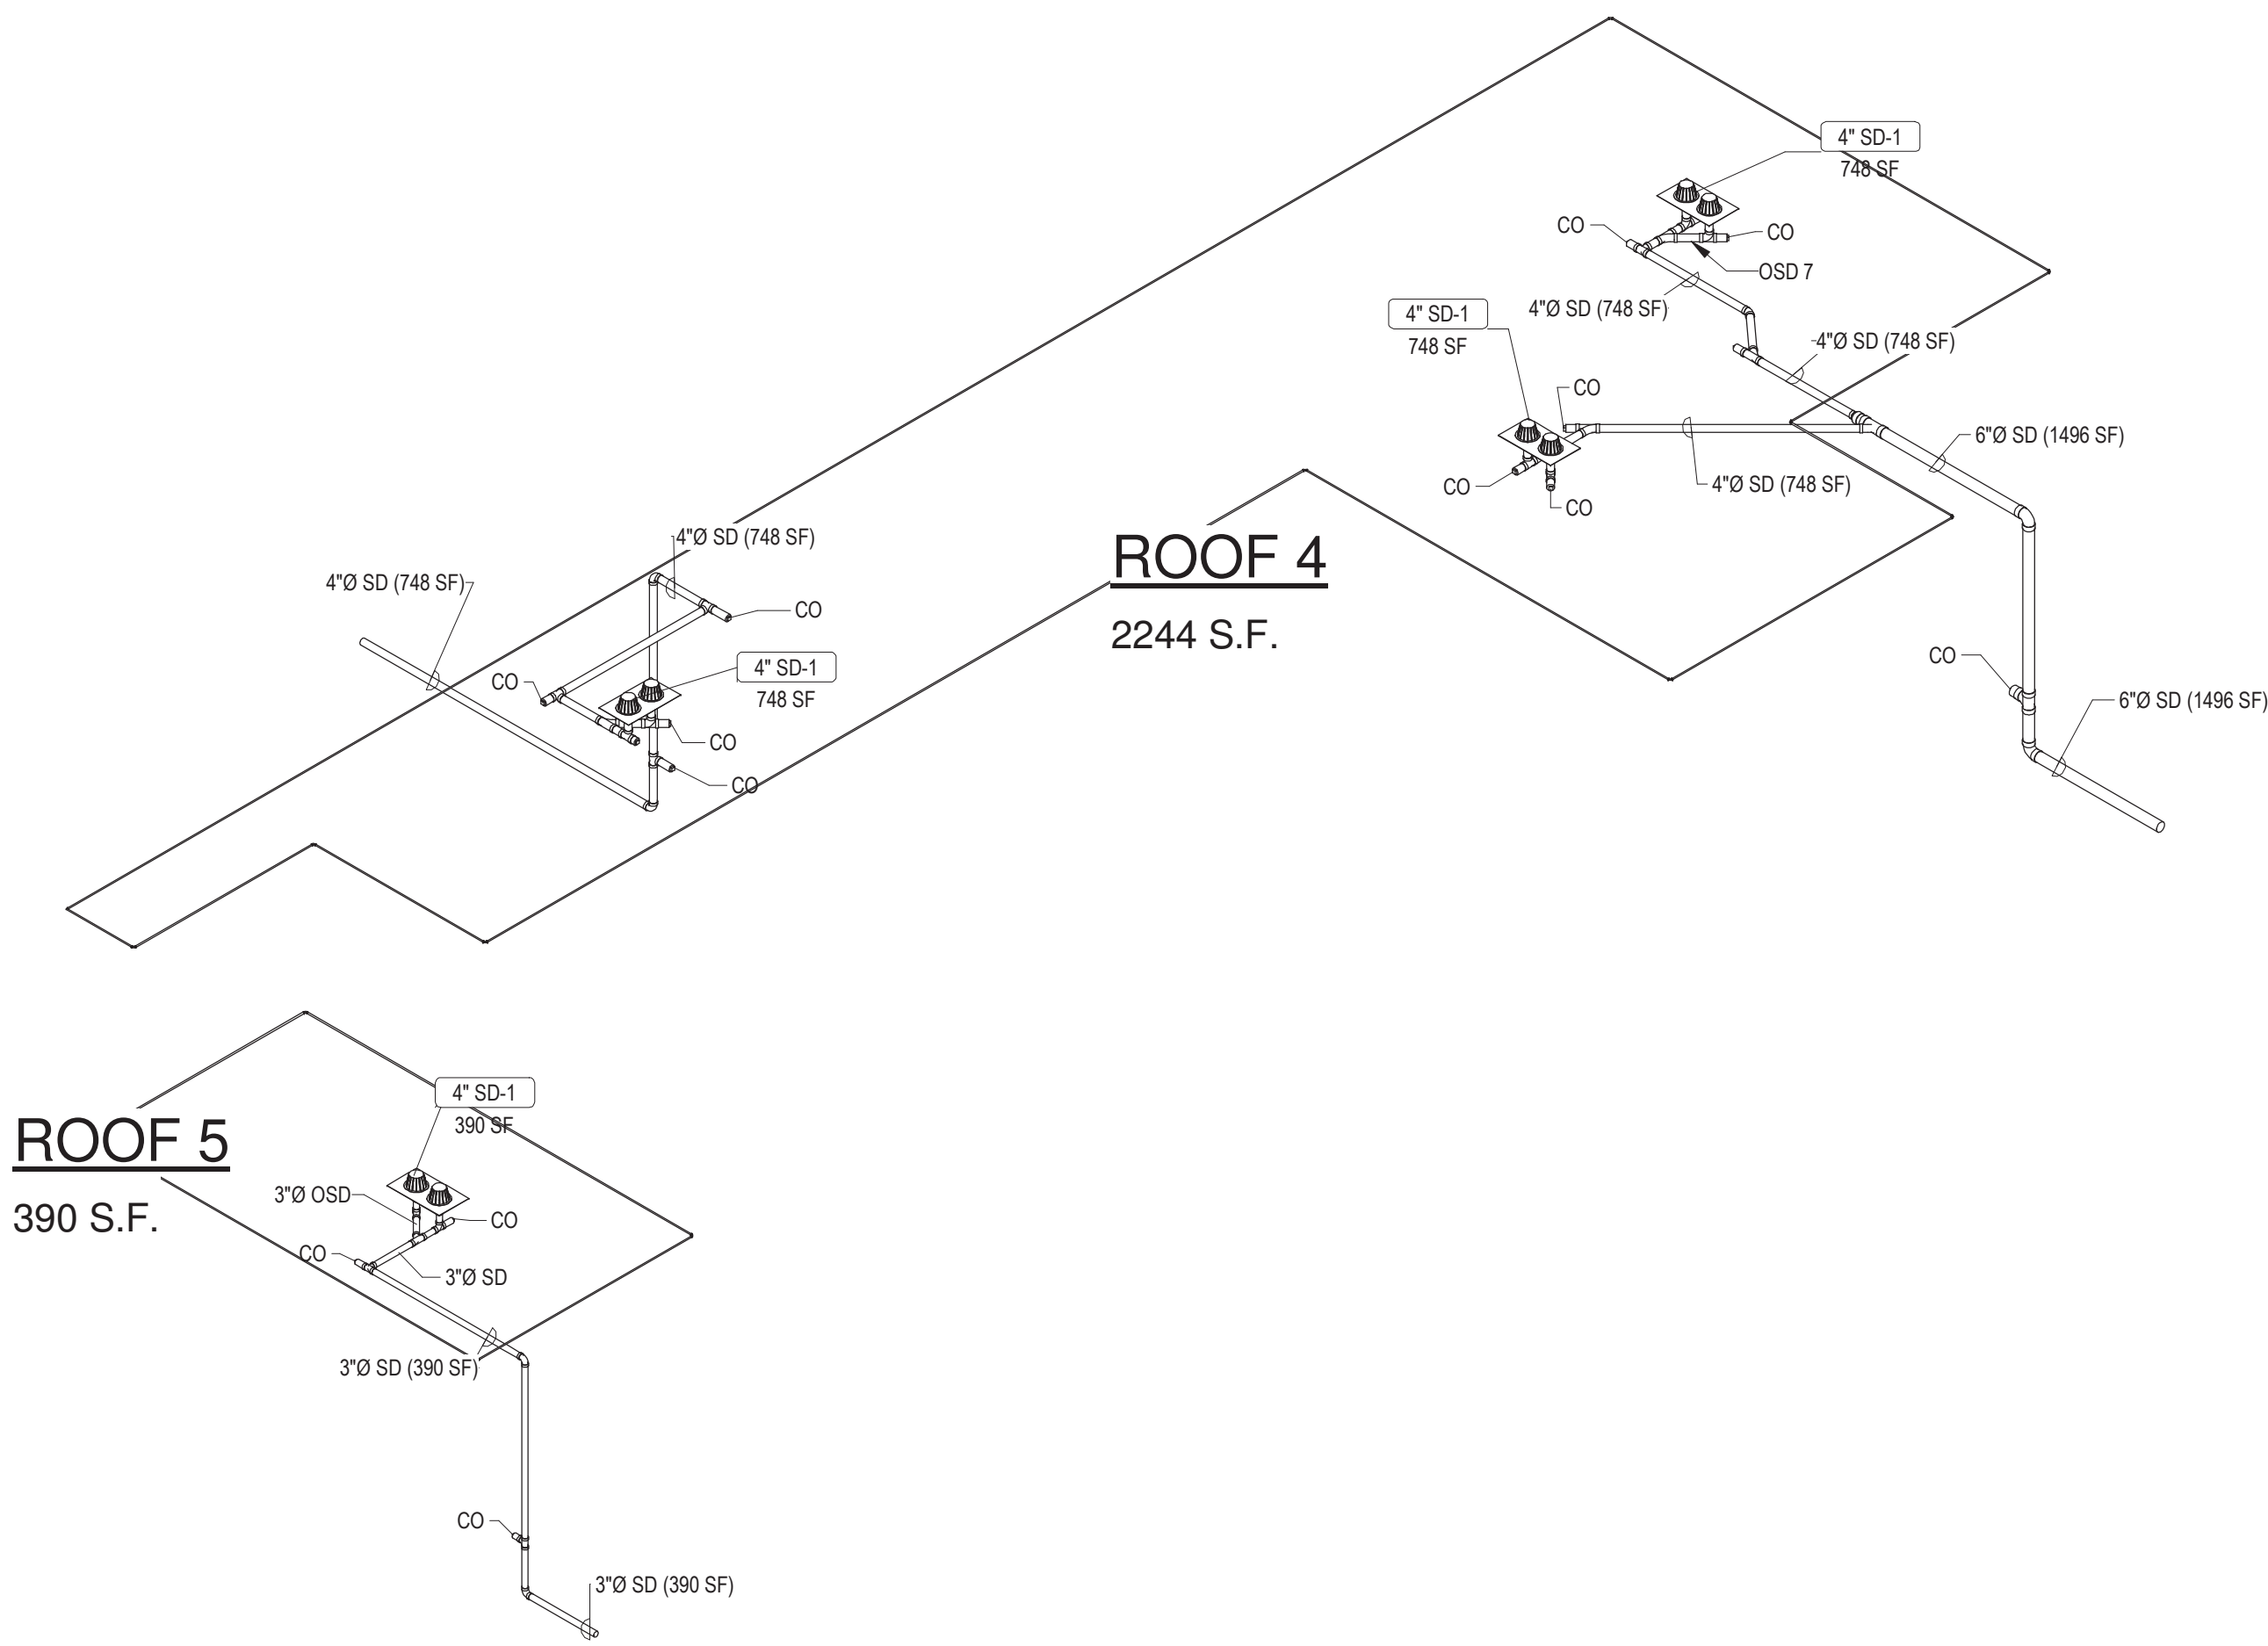 4" SD-1
748 SF
CO
CO
OSD 7
4"Ø SD (748 SF)
4" SD-1
748 SF
4"Ø SD (748 SF)
CO
6"Ø SD (1496 SF)
4"Ø SD (748 SF)
CO
CO
ROOF 4
2244 S.F.
4"Ø SD (748 SF)
4"Ø SD (748 SF)
CO
CO
4" SD-1
748 SF
CO
CO
CO
6"Ø SD (1496 SF)
4" SD-1
390 SF
ROOF 5
390 S.F.
3"Ø OSD
CO
CO
3"Ø SD
3"Ø SD (390 SF)
CO
3"Ø SD (390 SF)